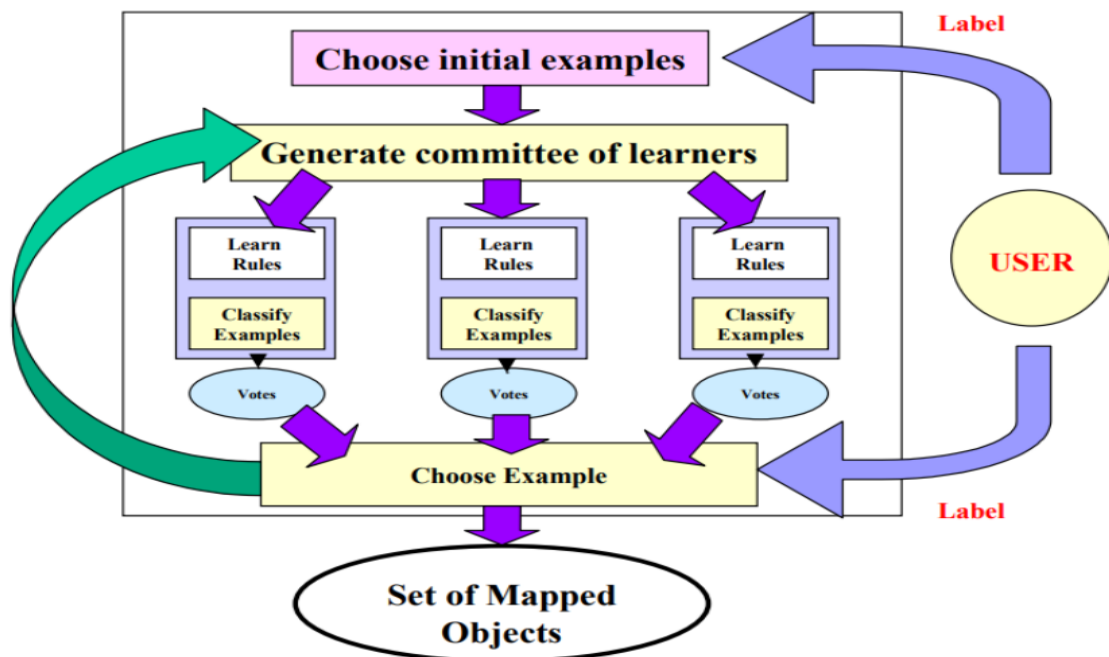 Label
Choose initial examples
Generate committee of learners
Learn
Rules
Learn
Rules
Learn
Rules
USER
Classify
Examples
Classify
Examples
Classify
Examples
Votes
Votes
Votes
Choose Example
Label
Set of Mapped
Objects